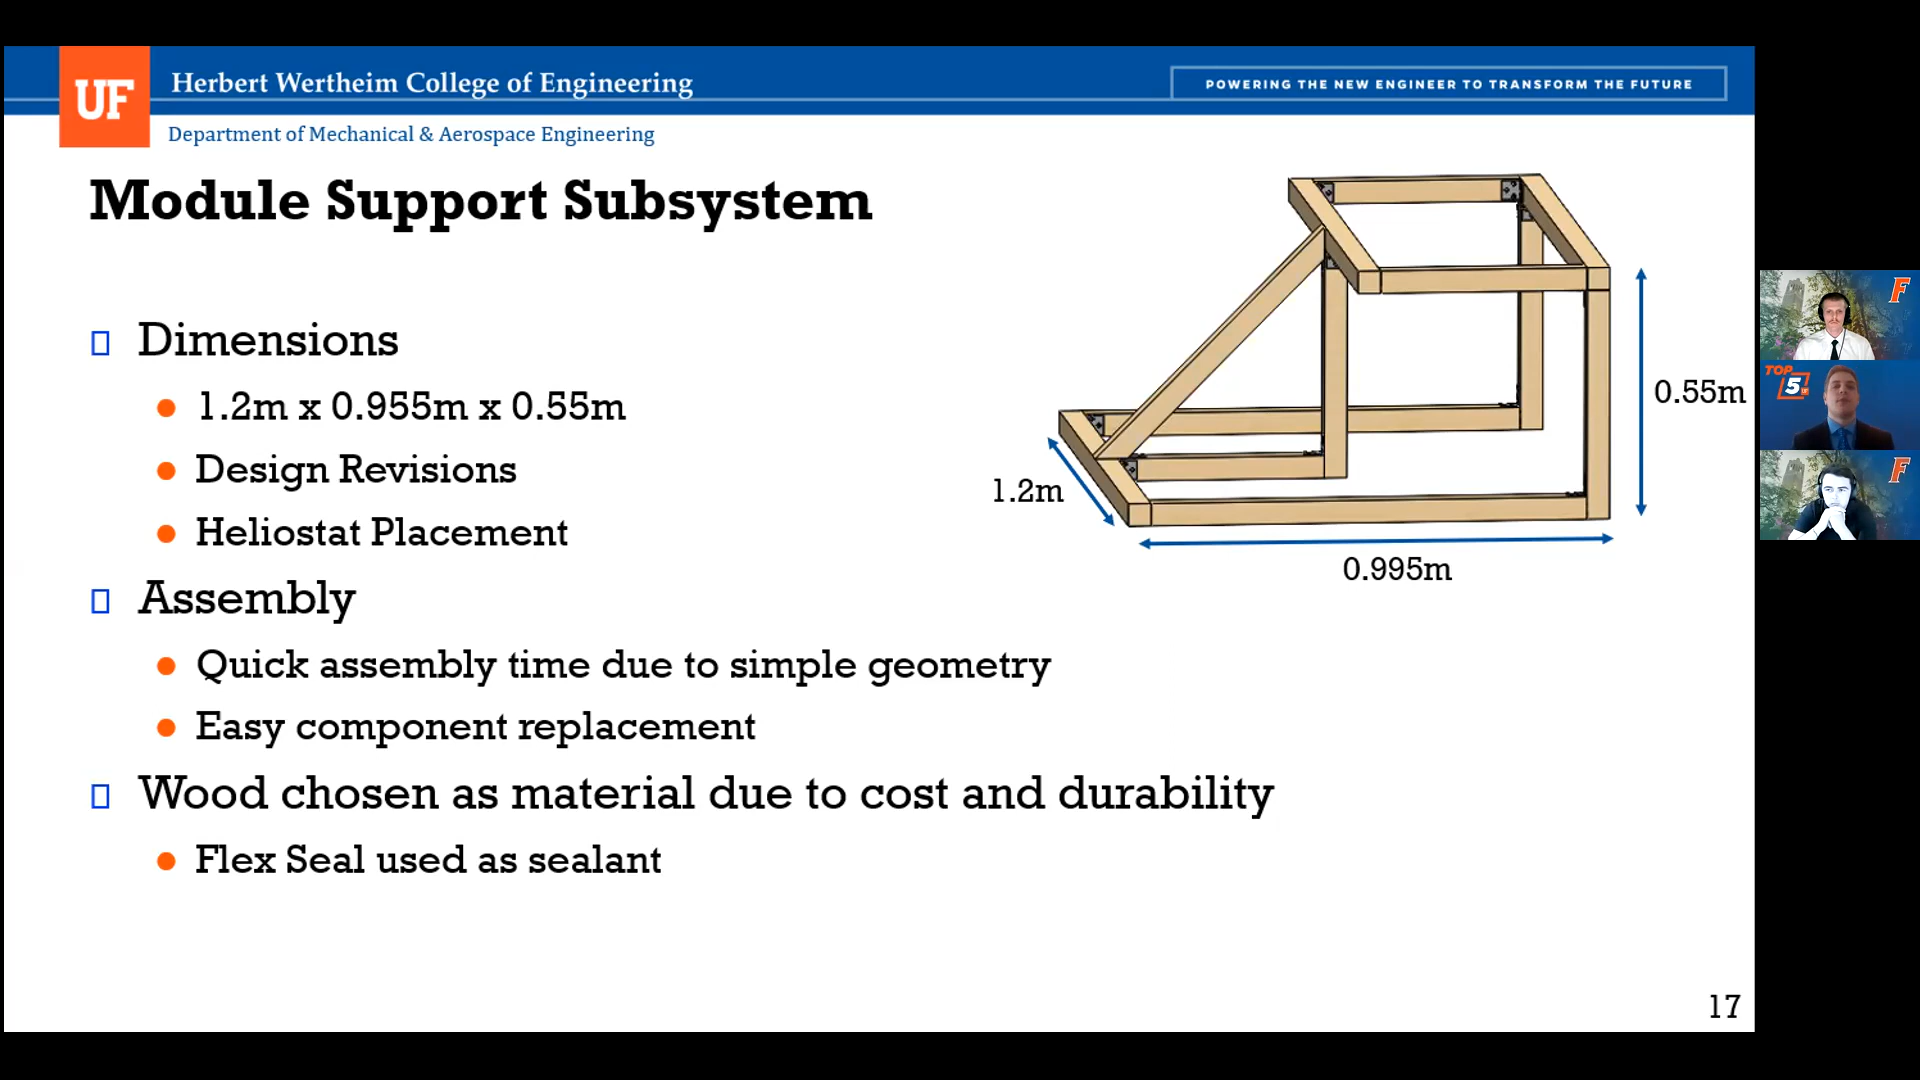 UF
Herbert Wertheim College of Engineering
POWERING THE NEW ENGINEER TO TRANSFORM THE FUTURE
Department of Mechanical & Aerospace Engineering
Module Support Subsystem
Dimensions
1.2m x 0.955m x 0.55m
Design Revisions
Heliostat Placement
Assembly
Quick assembly time due to simple geometry
Easy component replacement
Wood chosen as material due to cost and durability
Flex Seal used as sealant
0.55m
1.2m
0.995m
17
F
TOP
5
F